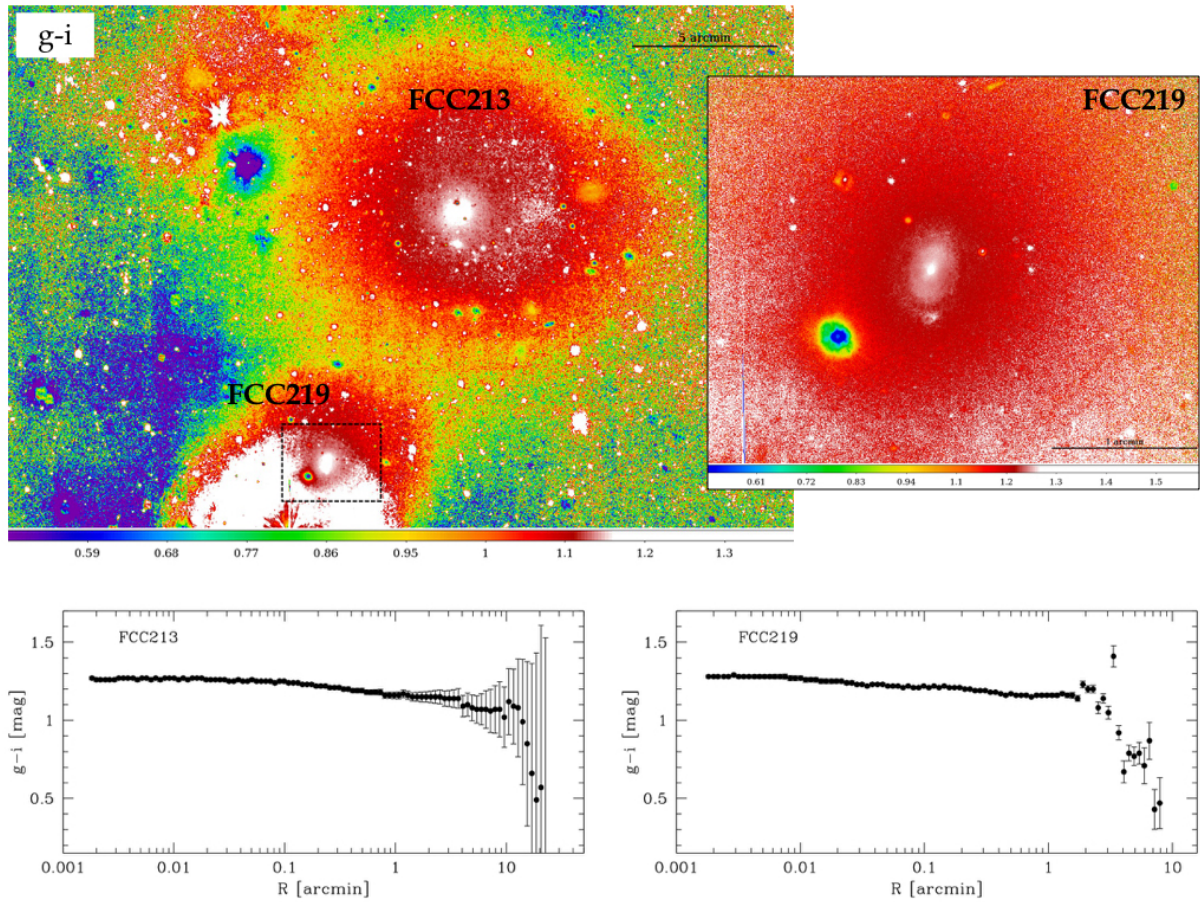 g-i
5 arcmin
FCC213
FCC219
0.59 0.68 0.77 0.86 0.95 1 1.1 1.2 1.3
FCC219
1 arcmin
0.61 0.72 0.83 0.94 1.1 1.2 1.3 1.4 1.5
FCC213
g-i [mag]
1.5
1
0.5
0.001 0.01 0.1 1 10
R [arcmin]
FCC219
g-i [mag]
1.5
1
0.5
0.001 0.01 0.1 1 10
R [arcmin]